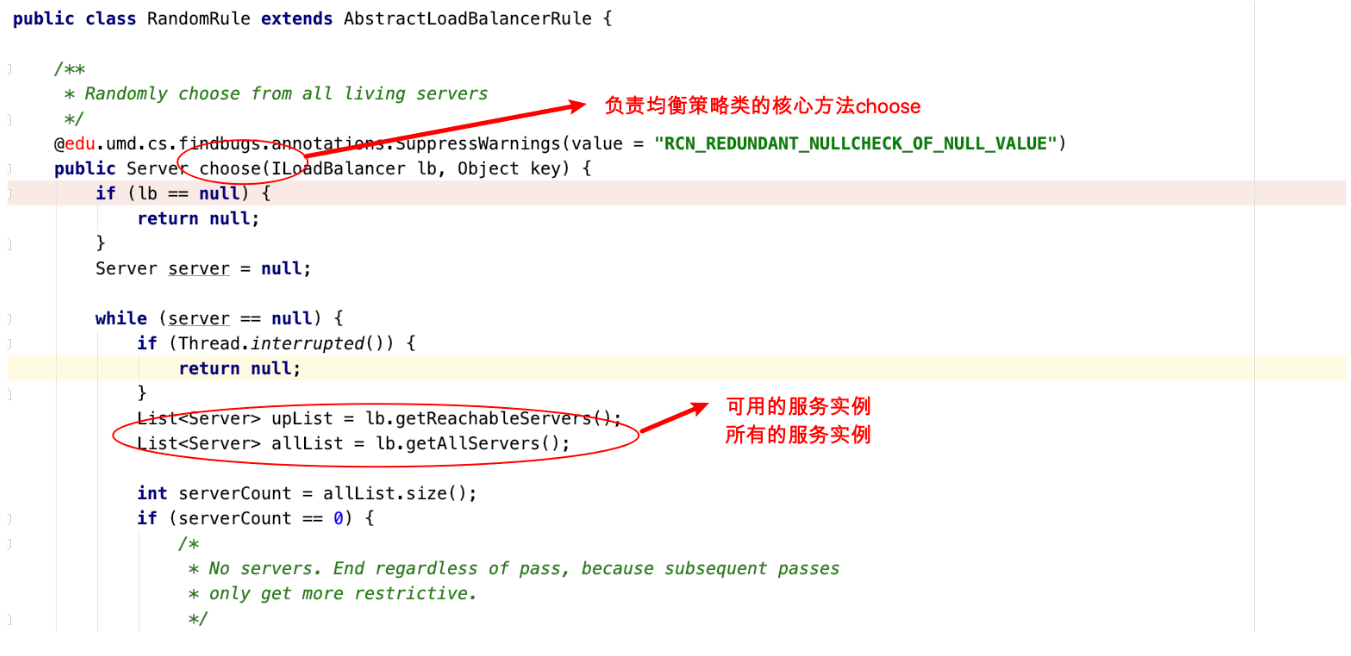 public class RandomRule extends AbstractLoadBalancerRule {
/**
* Randomly choose from all living servers
*/
负责均衡策略类的核心方法choose
@edu.umd.cs.findbugs.annotations.SuppressWarnings(value = "RCN_REDUNDANT_NULLCHECK_OF_NULL_VALUE")
public Server choose(ILoadBalancer lb, Object key) {
if (lb == null) {
return null;
}
Server server = null;
while (server == null) {
if (Thread.interrupted()) {
return null;
}
List<Server> upList = lb.getReachableServers();
List<Server> allList = lb.getAllServers();
可用的服务实例
所有的服务实例
int serverCount = allList.size();
if (serverCount == 0) {
/*
* No servers. End regardless of pass, because subsequent passes
* only get more restrictive.
*/